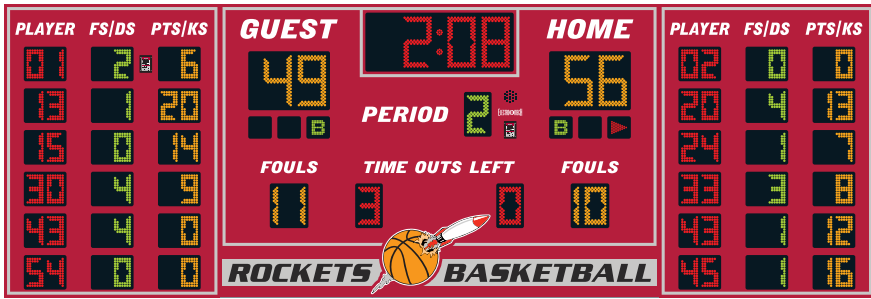 PLAYER FS/DS PTS/KS
01 2 6
13 1 20
15 0 14
30 4 9
43 4 0
54 0 0
GUEST 2:08 HOME
49 56
PERIOD 2
B B
FOULS TIME OUTS LEFT FOULS
11 3 0 10
ROCKETS BASKETBALL
PLAYER FS/DS PTS/KS
02 0 0
20 4 13
24 1 7
33 3 8
43 1 12
45 1 16